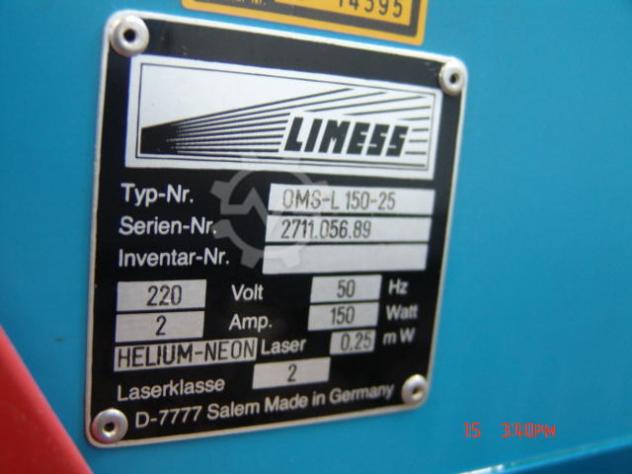 14595
LIMESS
Typ-Nr. OMS-L 150-25
Serien-Nr. 2711.056.89
Inventar-Nr.
220 Volt 50 Hz
2 Amp. 150 Watt
HELIUM-NEON Laser 0,25 mW
Laserklasse 2
D-7777 Salem Made in Germany
15 3:40PM